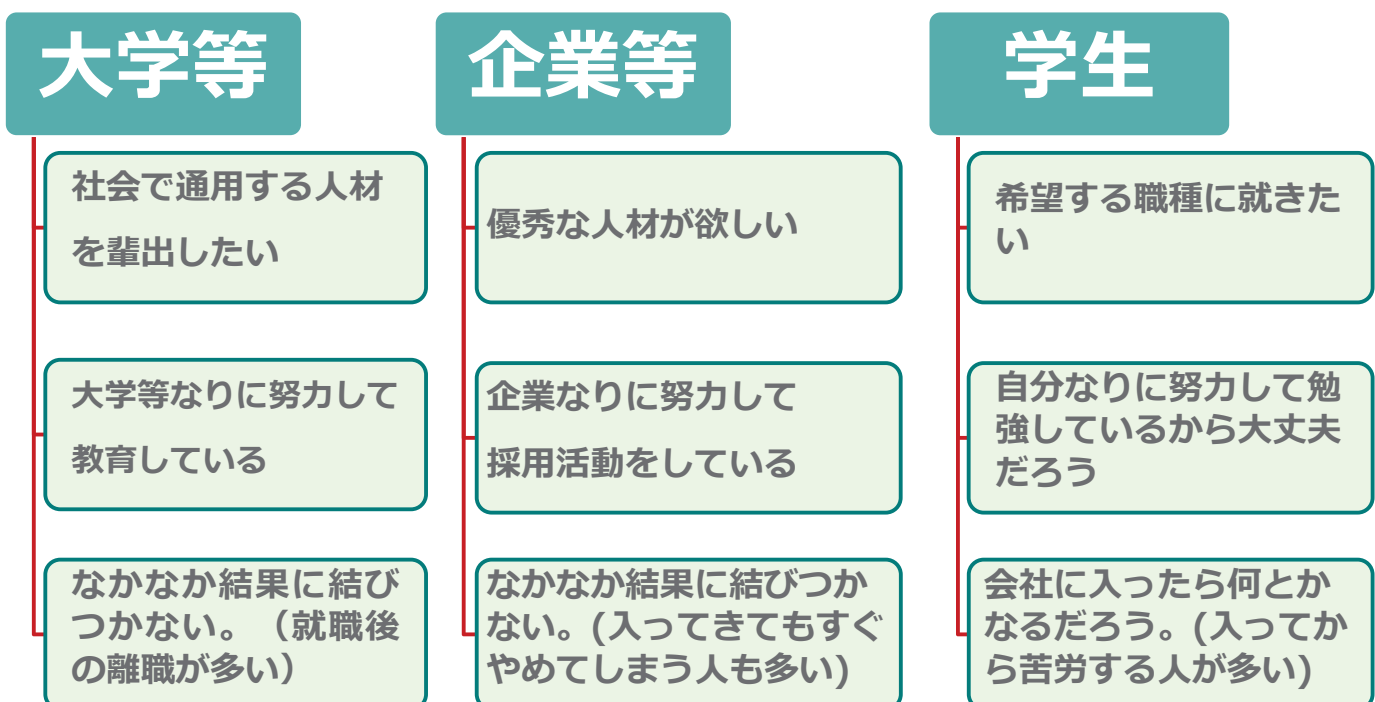 大学等
社会で通用する人材
を輩出したい
大学等なりに努力して
教育している
なかなか結果に結び
つかない。（就職後
の離職が多い）
企業等
優秀な人材が欲しい
企業なりに努力して
採用活動をしている
なかなか結果に結びつか
ない。(入ってきてもすぐ
やめてしまう人も多い)
学生
希望する職種に就きた
い
自分なりに努力して勉
強しているから大丈夫
だろう
会社に入ったら何とか
なるだろう。(入ってか
ら苦労する人が多い)